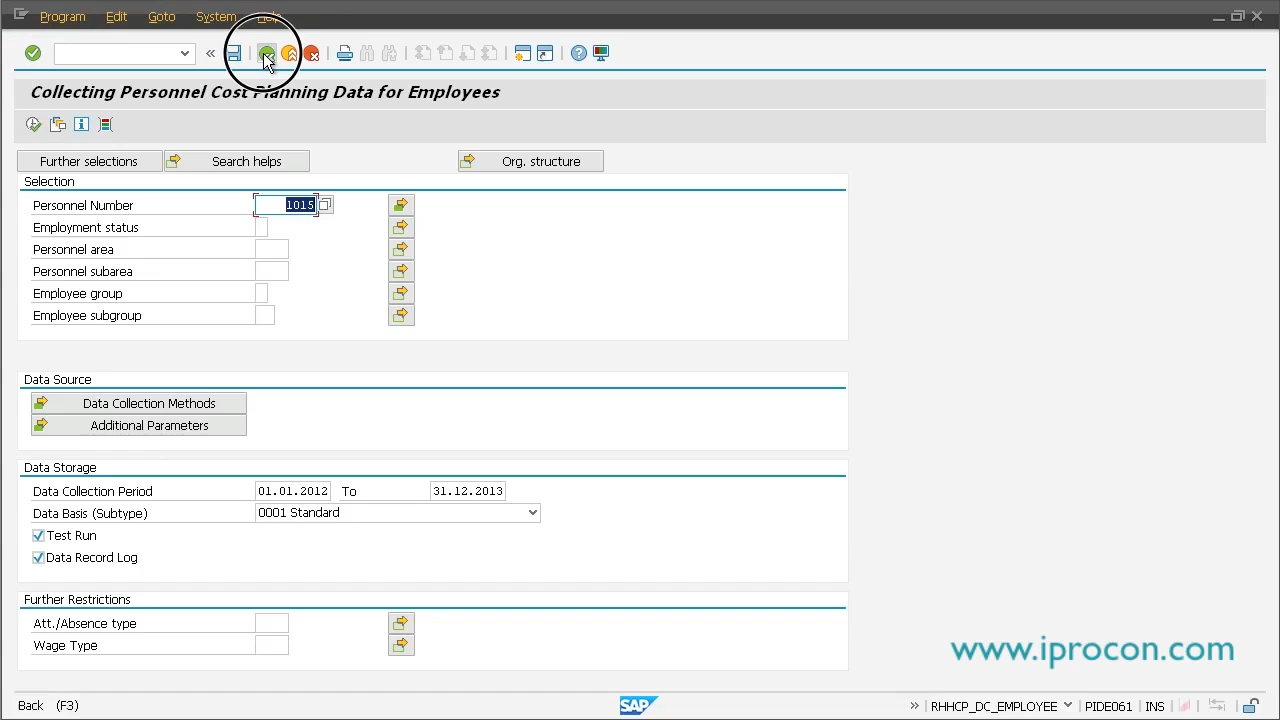 Program Edit Goto System Help
Collecting Personnel Cost Planning Data for Employees
Further selections Search helps Org. structure
Selection
Personnel Number 1015
Employment status
Personnel area
Personnel subarea
Employee group
Employee subgroup
Data Source
Data Collection Methods
Additional Parameters
Data Storage
Data Collection Period 01.01.2012 To 31.12.2013
Data Basis (Subtype) 0001 Standard
Test Run
Data Record Log
Further Restrictions
Att./Absence type
Wage Type
www.iprocon.com
Back (F3) SAP RHHCP_DC_EMPLOYEE PIDE061 INS